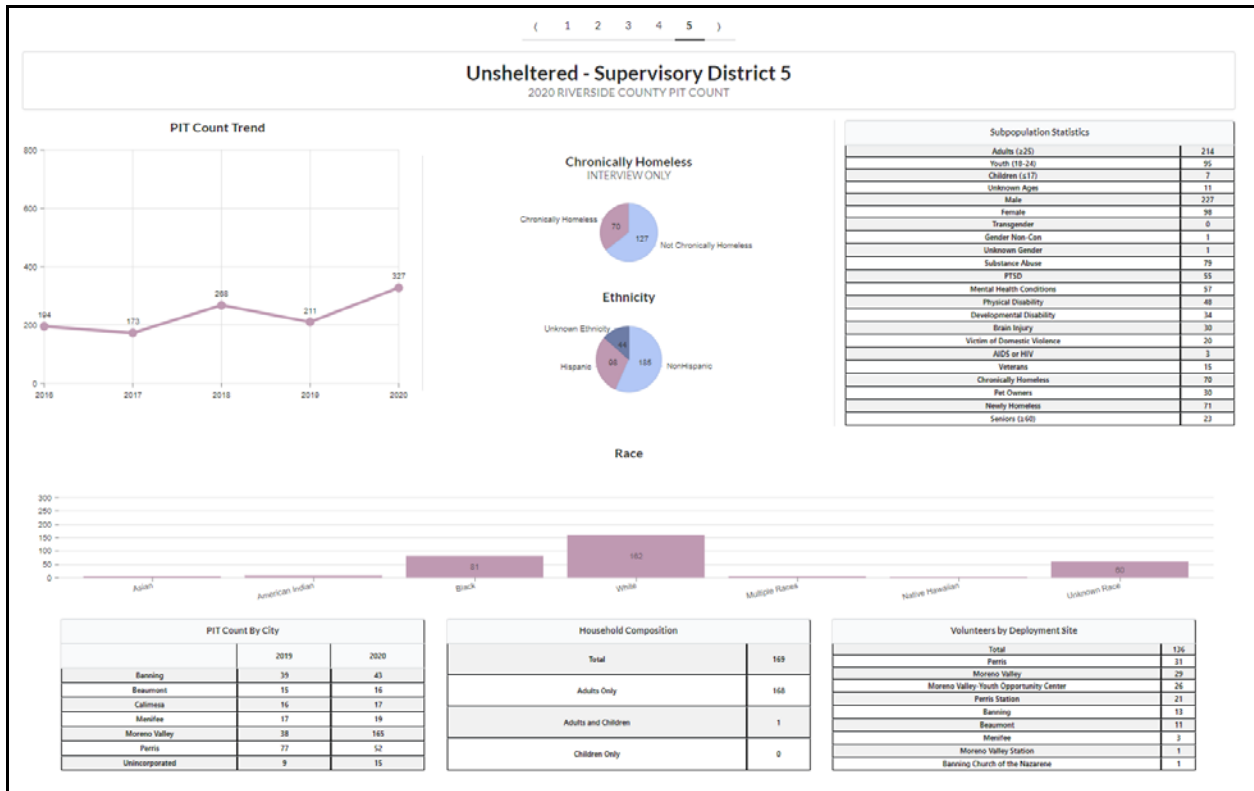 ⟨ 1 2 3 4 5 ⟩
Unsheltered - Supervisory District 5
2020 RIVERSIDE COUNTY PIT COUNT
PIT Count Trend
800
600
400
200
0
194
173
268
211
327
2016 2017 2018 2019 2020
Chronically Homeless
INTERVIEW ONLY
Chronically Homeless
70
127
Not Chronically Homeless
Ethnicity
Unknown Ethnicity
44
Hispanic
98
185
NonHispanic
Subpopulation Statistics
Adults (≥25) 214
Youth (18-24) 95
Children (≤17) 7
Unknown Ages 11
Male 227
Female 98
Transgender 0
Gender Non-Con 1
Unknown Gender 1
Substance Abuse 79
PTSD 55
Mental Health Conditions 57
Physical Disability 48
Developmental Disability 34
Brain Injury 30
Victim of Domestic Violence 20
AIDS or HIV 3
Veterans 15
Chronically Homeless 70
Pet Owners 30
Newly Homeless 71
Seniors (≥60) 23
Race
300
250
200
150
100
50
0
81
60
Asian American Indian Black White Multiple Races Native Hawaiian Unknown Race
PIT Count By City
2019 2020
Banning 39 43
Beaumont 15 16
Calimesa 16 17
Menifee 17 19
Moreno Valley 38 165
Perris 77 52
Unincorporated 9 15
Household Composition
Total 169
Adults Only 168
Adults and Children 1
Children Only 0
Volunteers by Deployment Site
Total 136
Perris 31
Moreno Valley 29
Moreno Valley-Youth Opportunity Center 26
Perris Station 21
Banning 13
Beaumont 11
Menifee 3
Moreno Valley Station 1
Banning Church of the Nazarene 1